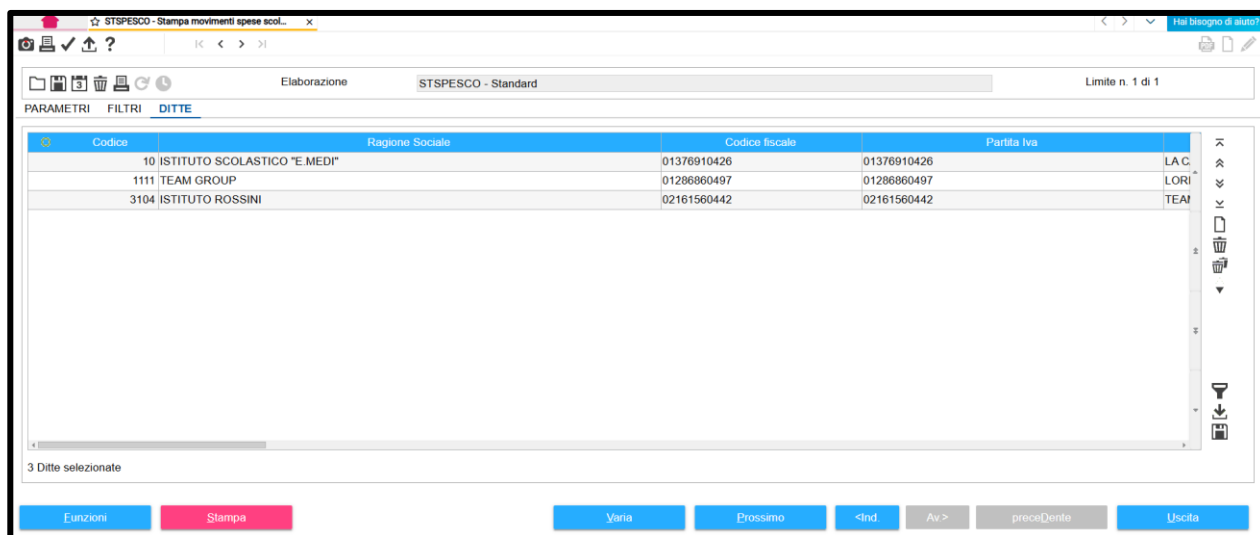 STSPESCO - Stampa movimenti spese scol... x
Hai bisogno di aiuto?
Elaborazione STSPESCO - Standard Limite n. 1 di 1
PARAMETRI FILTRI DITTE
Codice Ragione Sociale Codice fiscale Partita Iva
10 ISTITUTO SCOLASTICO "E.MEDI" 01376910426 01376910426 LA C
1111 TEAM GROUP 01286860497 01286860497 LORI
3104 ISTITUTO ROSSINI 02161560442 02161560442 TEAM
3 Ditte selezionate
Funzioni Stampa Varia Prossimo <Ind. Av > preceDente Uscita